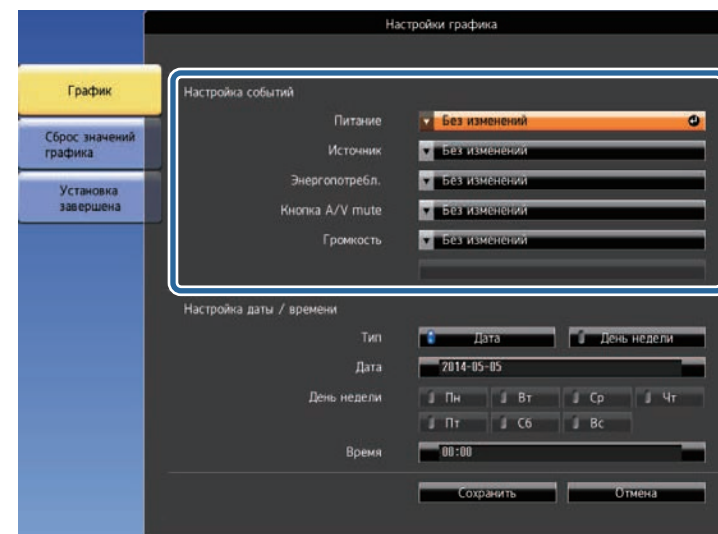 Настройки графика
График
Сброс значений
графика
Установка
завершена
Настройка событий
Питание Без изменений
Источник Без изменений
Энергопотребл. Без изменений
Кнопка A/V mute Без изменений
Громкость Без изменений
Настройка даты / времени
Тип Дата День недели
Дата 2014-05-05
День недели Пн Вт Ср Чт
Пт Сб Вс
Время 00:00
Сохранить Отмена